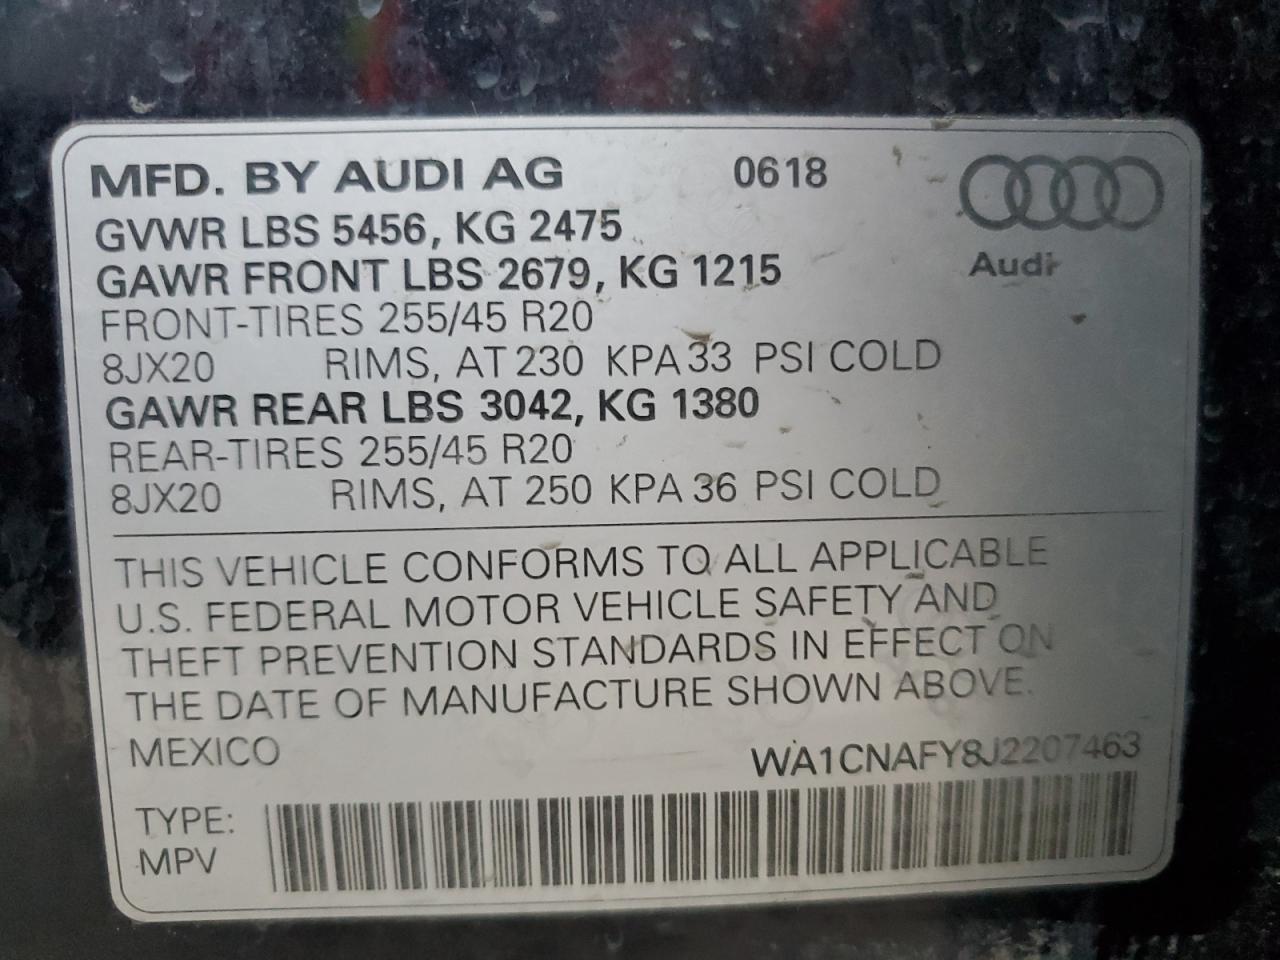 MFD. BY AUDI AG 0618
GVWR LBS 5456, KG 2475
GAWR FRONT LBS 2679, KG 1215
Audi
FRONT-TIRES 255/45 R20
8JX20 RIMS, AT 230 KPA 33 PSI COLD
GAWR REAR LBS 3042, KG 1380
REAR-TIRES 255/45 R20
8JX20 RIMS, AT 250 KPA 36 PSI COLD
THIS VEHICLE CONFORMS TO ALL APPLICABLE
U.S. FEDERAL MOTOR VEHICLE SAFETY AND
THEFT PREVENTION STANDARDS IN EFFECT ON
THE DATE OF MANUFACTURE SHOWN ABOVE.
MEXICO WA1CNAFY8J2207463
TYPE:
MPV